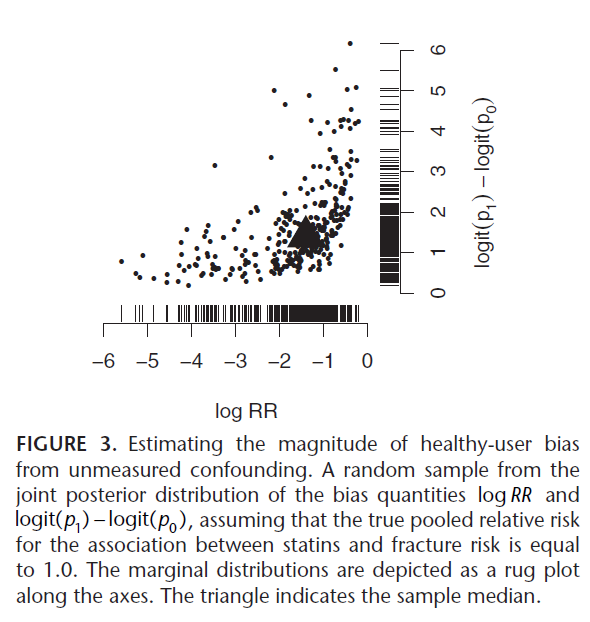 0 1 2 3 4 5 6
logit(p1) – logit(p0)
−6 −5 −4 −3 −2 −1 0
log RR
FIGURE 3. Estimating the magnitude of healthy-user bias
from unmeasured confounding. A random sample from the
joint posterior distribution of the bias quantities log RR and
logit(p1) – logit(p0), assuming that the true pooled relative risk
for the association between statins and fracture risk is equal
to 1.0. The marginal distributions are depicted as a rug plot
along the axes. The triangle indicates the sample median.